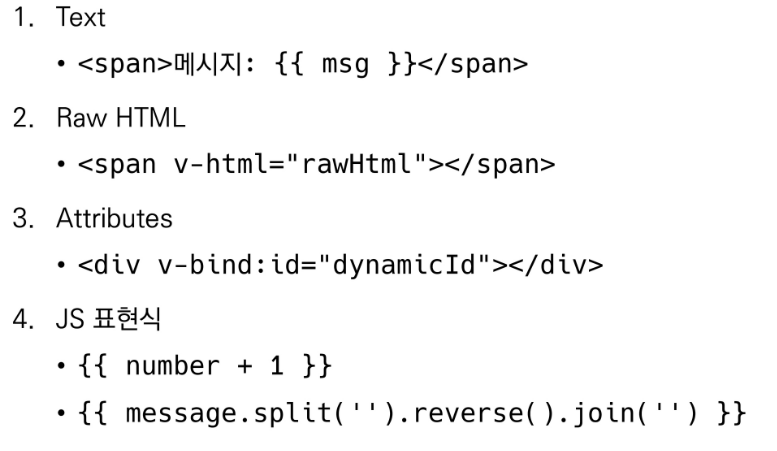 1. Text
• <span>메시지: {{ msg }}</span>
2. Raw HTML
• <span v-html="rawHtml"></span>
3. Attributes
• <div v-bind:id="dynamicId"></div>
4. JS 표현식
• {{ number + 1 }}
• {{ message.split('').reverse().join('') }}